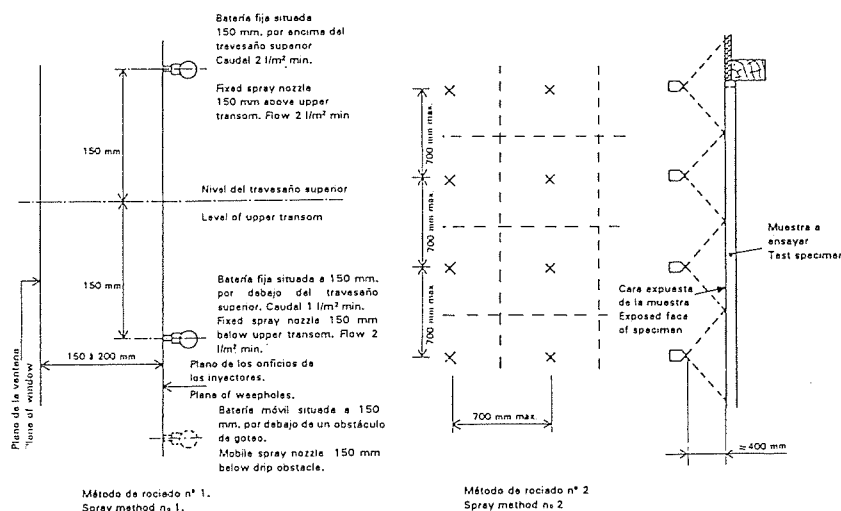 Batería fija situada
150 mm. por encima del
travesaño superior
Caudal 2 l/m² min.
Fixed spray nozzle
150 mm above upper
transom. Flow 2 l/m² min
150 mm
Nivel del travesaño superior
Level of upper transom
150 mm
Batería fija situada a 150 mm.
por debajo del travesaño
superior. Caudal 1 l/m² min.
Fixed spray nozzle 150 mm
below upper transom. Flow 2
l/m² min.
150 à 200 mm
Plano de la ventana
Plane of window
Plano de los orificios de
los inyectores.
Plane of weepholes.
Batería móvil situada a 150
mm. por debajo de un obstáculo
de goteo.
Mobile spray nozzle 150 mm
below drip obstacle.
Método de rociado n° 1.
Spray method nº 1.
700 mm max.
700 mm max.
700 mm max.
700 mm max.
Muestra a
ensayar
Test specimen
Cara expuesta
de la muestra
Exposed face
of specimen
≃400 mm
Método de rociado n° 2
Spray method nº 2